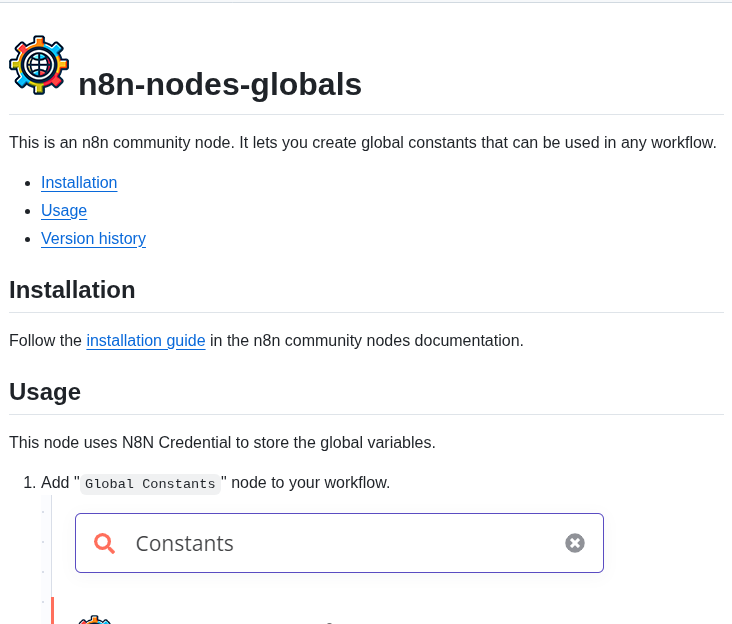 n8n-nodes-globals
This is an n8n community node. It lets you create global constants that can be used in any workflow.
Installation
Usage
Version history
Installation
Follow the installation guide in the n8n community nodes documentation.
Usage
This node uses N8N Credential to store the global variables.
1. Add "Global Constants" node to your workflow.
Constants